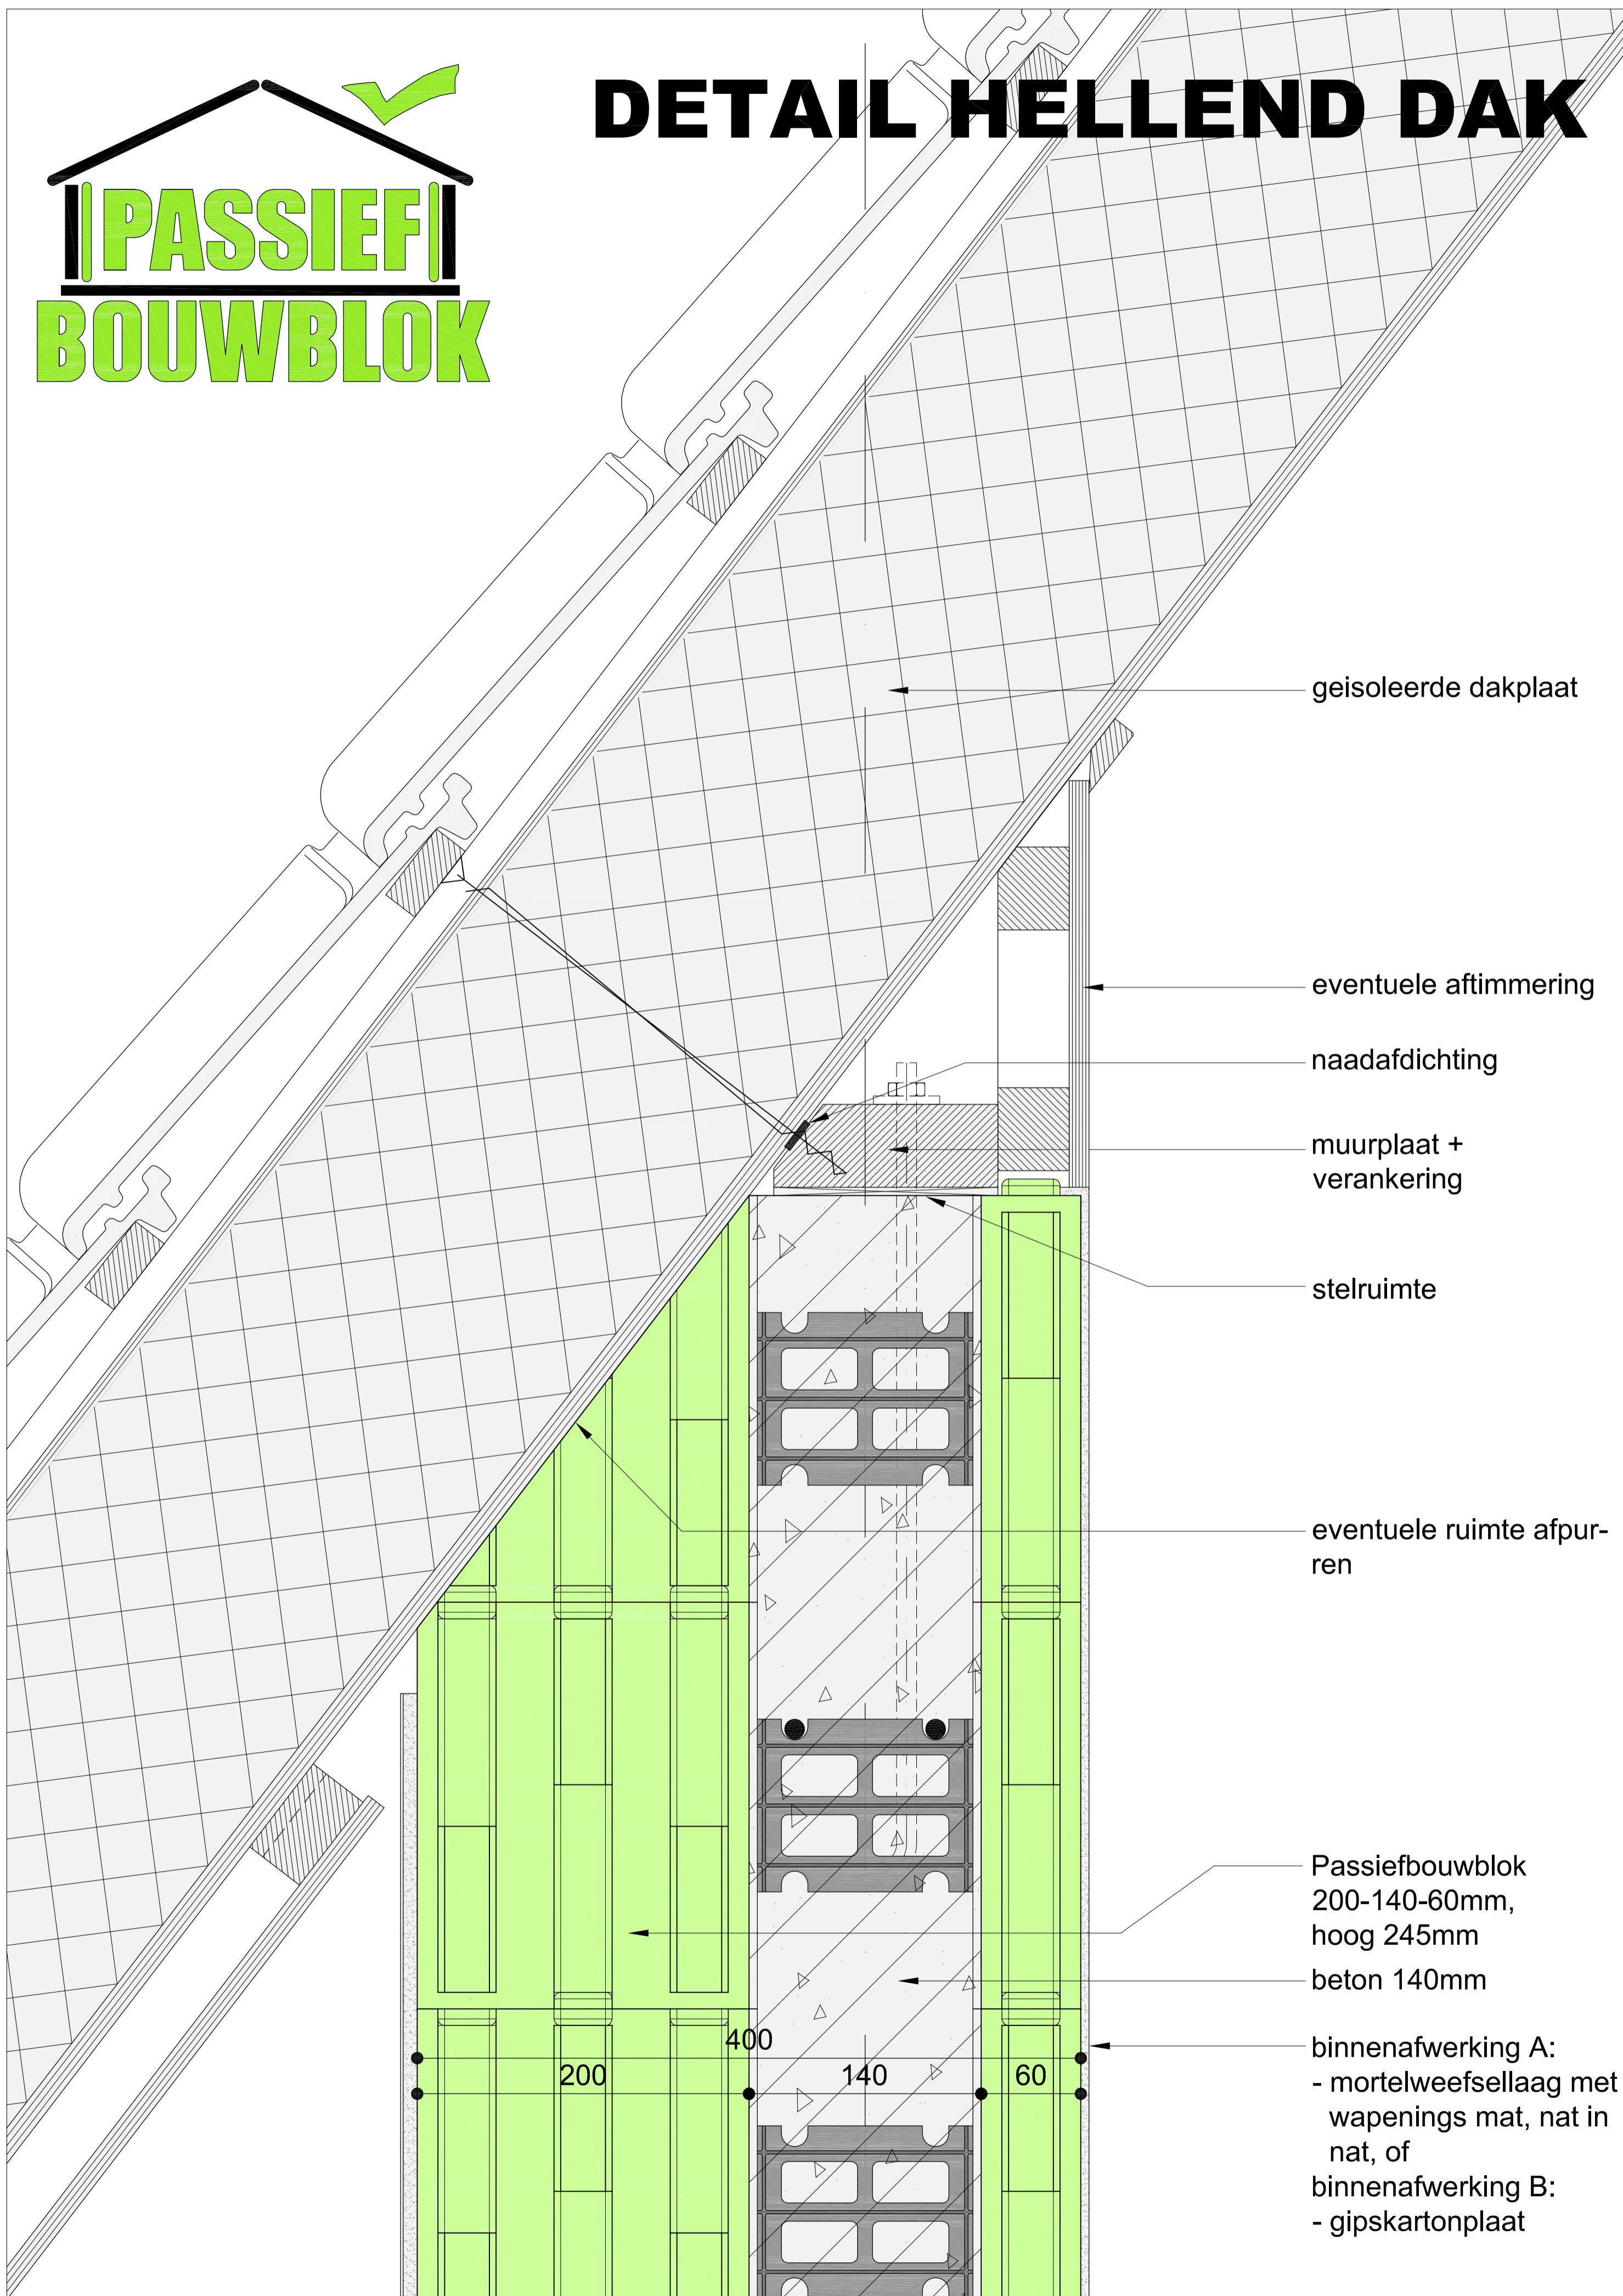 DETAIL HELLEND DAK
PASSIEF
BOUWBLOK
geisoleerde dakplaat
eventuele aftimmering
naadafdichting
muurplaat +
verankering
stelruimte
eventuele ruimte afpur-
ren
Passiefbouwblok
200-140-60mm,
hoog 245mm
beton 140mm
400
200 140 60
binnenafwerking A:
- mortelweefsellaag met
wapenings mat, nat in
nat, of
binnenafwerking B:
- gipskartonplaat